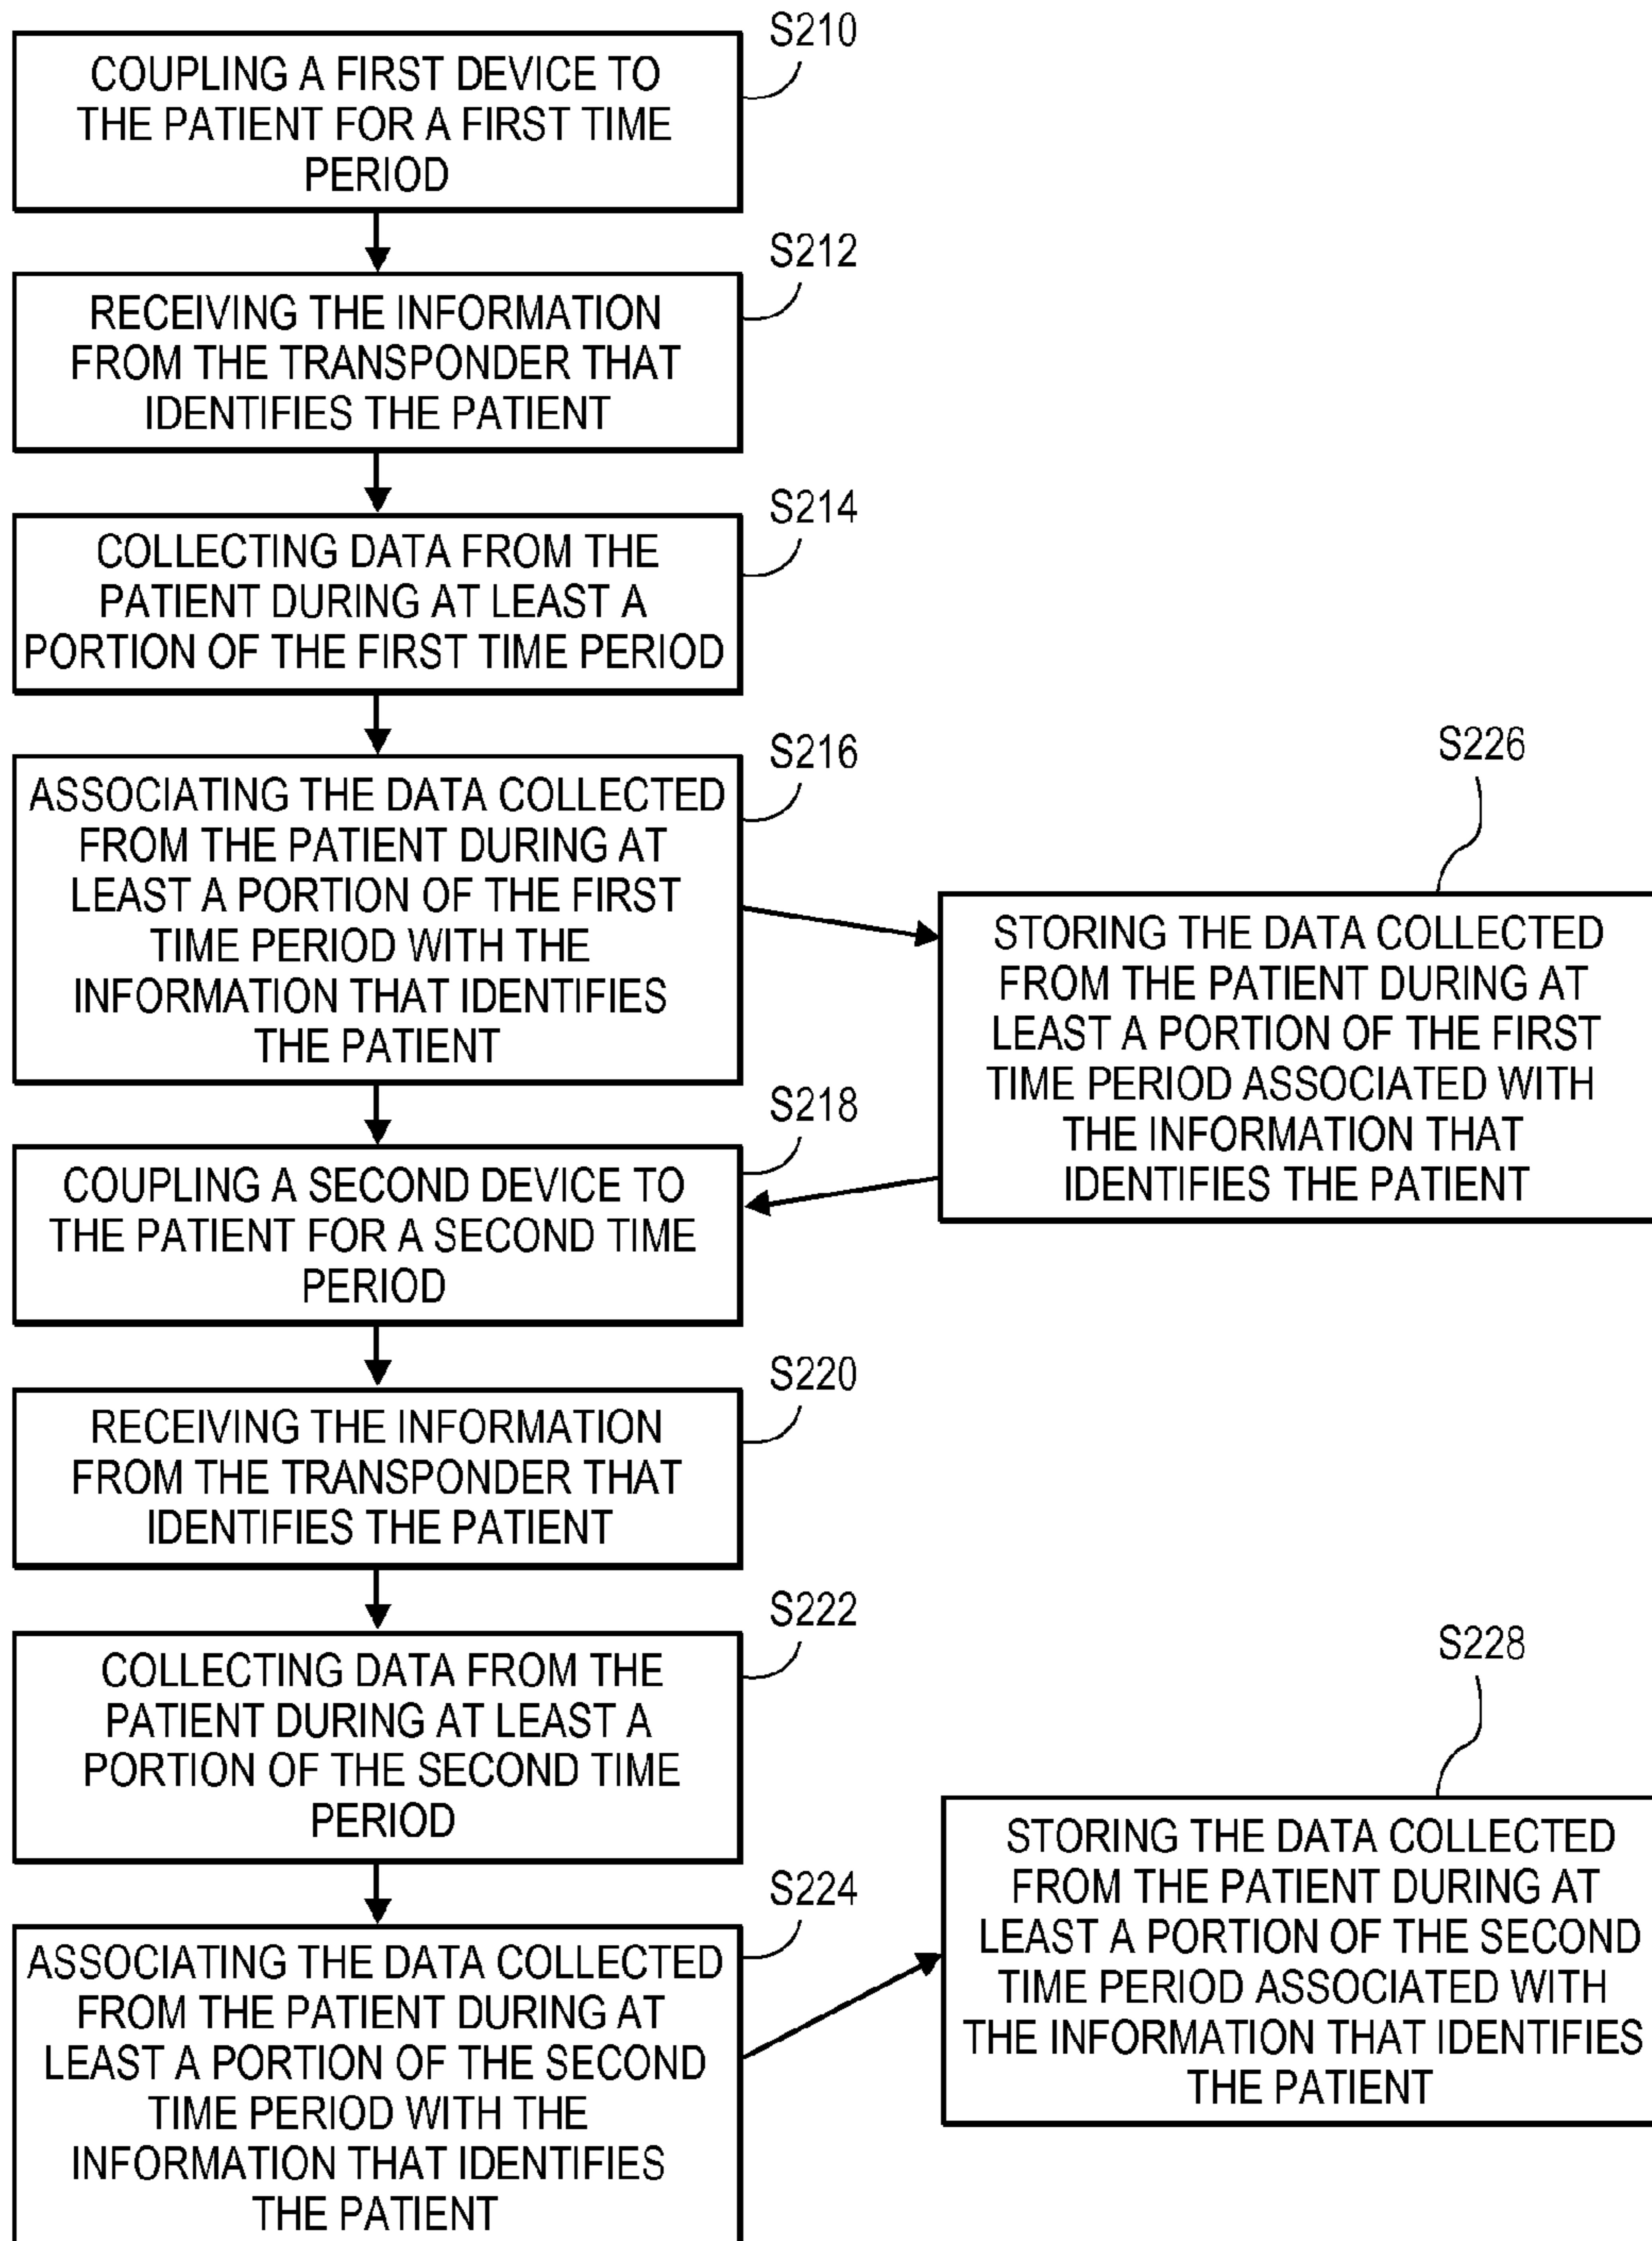 S210
COUPLING A FIRST DEVICE TO
THE PATIENT FOR A FIRST TIME
PERIOD
S212
RECEIVING THE INFORMATION
FROM THE TRANSPONDER THAT
IDENTIFIES THE PATIENT
S214
COLLECTING DATA FROM THE
PATIENT DURING AT LEAST A
PORTION OF THE FIRST TIME PERIOD
S216
ASSOCIATING THE DATA COLLECTED
FROM THE PATIENT DURING AT
LEAST A PORTION OF THE FIRST
TIME PERIOD WITH THE
INFORMATION THAT IDENTIFIES
THE PATIENT
S226
STORING THE DATA COLLECTED
FROM THE PATIENT DURING AT
LEAST A PORTION OF THE FIRST
TIME PERIOD ASSOCIATED WITH
THE INFORMATION THAT
IDENTIFIES THE PATIENT
S218
COUPLING A SECOND DEVICE TO
THE PATIENT FOR A SECOND TIME
PERIOD
S220
RECEIVING THE INFORMATION
FROM THE TRANSPONDER THAT
IDENTIFIES THE PATIENT
S222
COLLECTING DATA FROM THE
PATIENT DURING AT LEAST A
PORTION OF THE SECOND TIME
PERIOD
S224
ASSOCIATING THE DATA COLLECTED
FROM THE PATIENT DURING AT
LEAST A PORTION OF THE SECOND
TIME PERIOD WITH THE
INFORMATION THAT IDENTIFIES
THE PATIENT
S228
STORING THE DATA COLLECTED
FROM THE PATIENT DURING AT
LEAST A PORTION OF THE SECOND
TIME PERIOD ASSOCIATED WITH
THE INFORMATION THAT IDENTIFIES
THE PATIENT